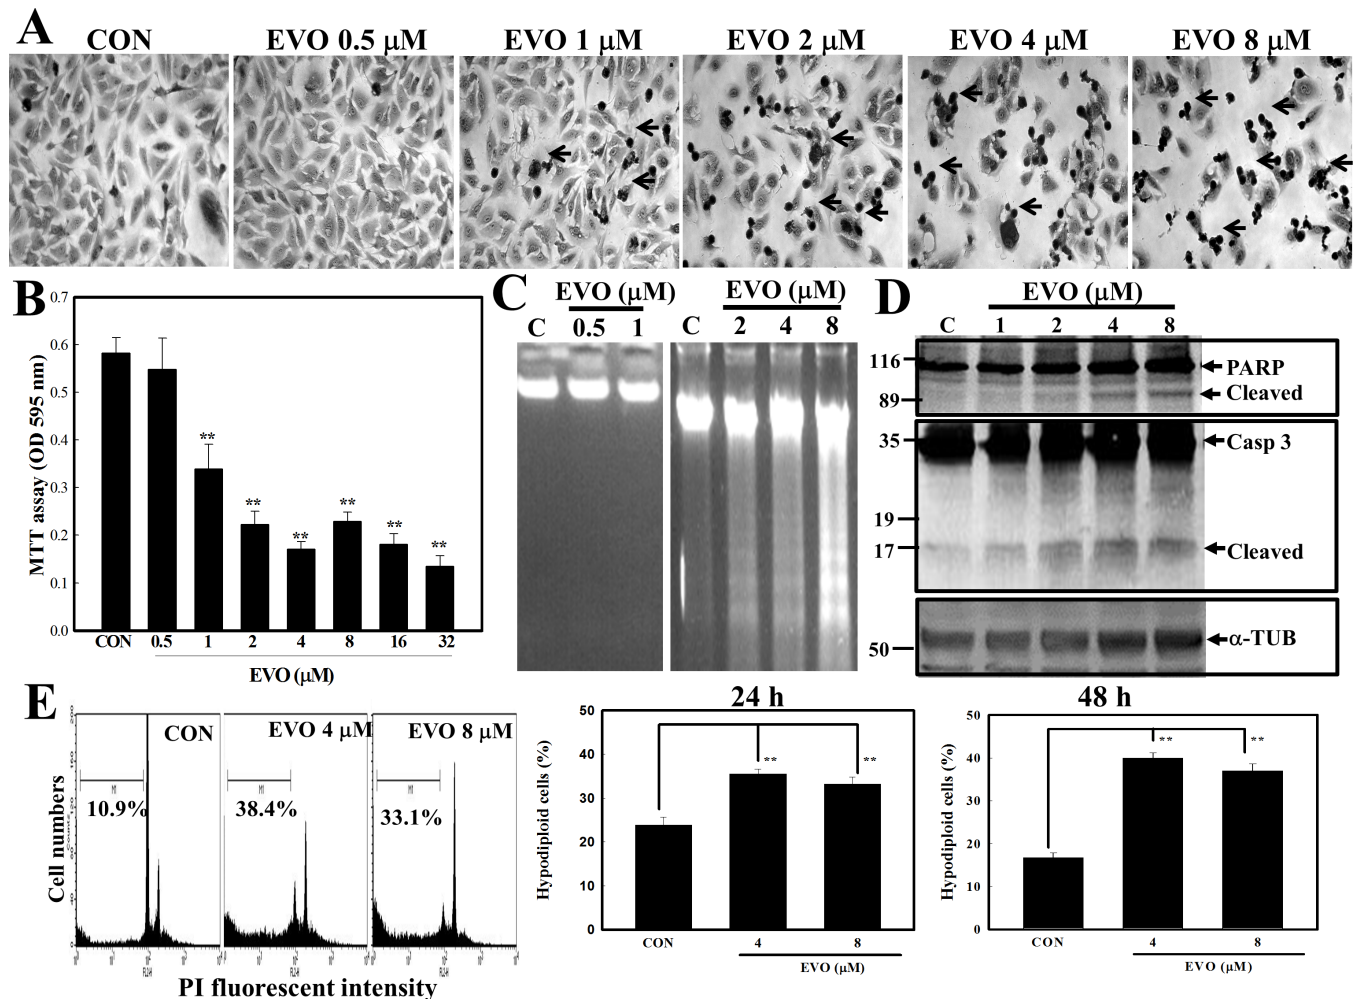 A
CON
EVO 0.5 μM
EVO 1 μM
EVO 2 μM
EVO 4 μM
EVO 8 μM
B
MTT assay (OD 595 nm)
0.7
0.6
0.5
0.4
0.3
0.2
0.1
0.0
**
**
**
**
**
**
CON
0.5
1
2
4
8
16
32
EVO (μM)
C
EVO (μM)
C
0.5
1
EVO (μM)
C
2
4
8
D
EVO (μM)
C
1
2
4
8
116
PARP
89
Cleaved
35
Casp 3
19
17
Cleaved
50
α-TUB
E
Cell numbers
CON
M1
10.9%
FL2-H
EVO 4 μM
M1
38.4%
FL2-H
EVO 8 μM
M1
33.1%
FL2-H
PI fluorescent intensity
24 h
Hypodiploid cells (%)
50
40
30
20
10
0
**
**
CON
4
8
EVO (μM)
48 h
Hypodiploid cells (%)
50
40
30
20
10
0
**
**
CON
4
8
EVO (μM)